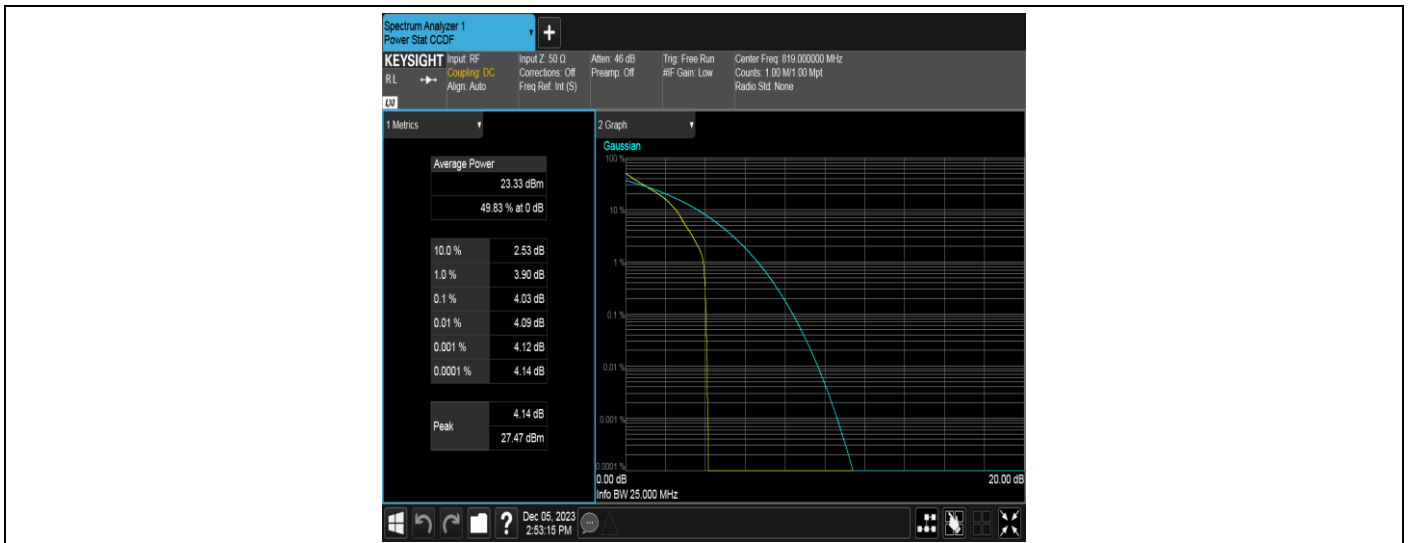 Spectrum Analyzer 1
Power Stat CCDF
+
KEYSIGHT
RL
LXI
Input: RF
Coupling: DC
Align: Auto
Input Z: 50 Ω
Corrections: Off
Freq Ref: Int (S)
Atten: 46 dB
Preamp: Off
Trig: Free Run
#IF Gain: Low
Center Freq: 819.000000 MHz
Counts: 1.00 M/1.00 Mpt
Radio Std: None
1 Metrics
Average Power
23.33 dBm
49.83 % at 0 dB
10.0 % 2.53 dB
1.0 % 3.90 dB
0.1 % 4.03 dB
0.01 % 4.09 dB
0.001 % 4.12 dB
0.0001 % 4.14 dB
Peak
4.14 dB
27.47 dBm
2 Graph
Gaussian
100 %
10 %
1 %
0.1 %
0.01 %
0.001 %
0.0001 %
0.00 dB 20.00 dB
Info BW 25.000 MHz
?
Dec 05, 2023
2:53:15 PM